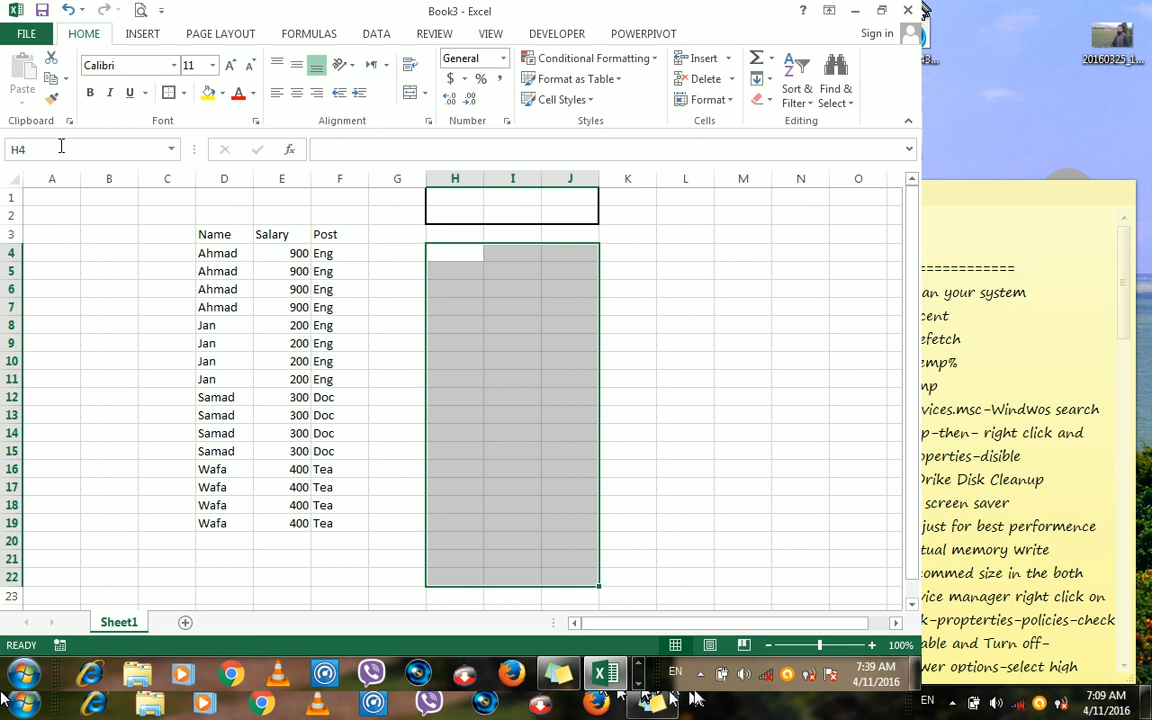 Book3 - Excel
FILE HOME INSERT PAGE LAYOUT FORMULAS DATA REVIEW VIEW DEVELOPER POWERPIVOT Sign in
Paste
Calibri 11
B I U
General
$ % ,
Conditional Formatting
Format as Table
Cell Styles
Insert
Delete
Format
Sort & Filter
Find & Select
Clipboard Font Alignment Number Styles Cells Editing
H4
fx
A B C D E F G H I J K L M N O
1
2
3 Name Salary Post
4 Ahmad 900 Eng
5 Ahmad 900 Eng
6 Ahmad 900 Eng
7 Ahmad 900 Eng
8 Jan 200 Eng
9 Jan 200 Eng
10 Jan 200 Eng
11 Jan 200 Eng
12 Samad 300 Doc
13 Samad 300 Doc
14 Samad 300 Doc
15 Samad 300 Doc
16 Wafa 400 Tea
17 Wafa 400 Tea
18 Wafa 400 Tea
19 Wafa 400 Tea
20
21
22
23
Sheet1
READY 100%
EN 7:39 AM
4/11/2016
20160325_1...
============
an your system
cent
efetch
emp%
mp
vices.msc-WindWos search
p-then- right click and
operties-disible
Drike Disk Cleanup
screen saver
just for best performence
tual memory write
commed size in the both
vice manager right click on
k-propterties-policies-check
able and Turn off-
wer options-select high
EN 7:09 AM
4/11/2016